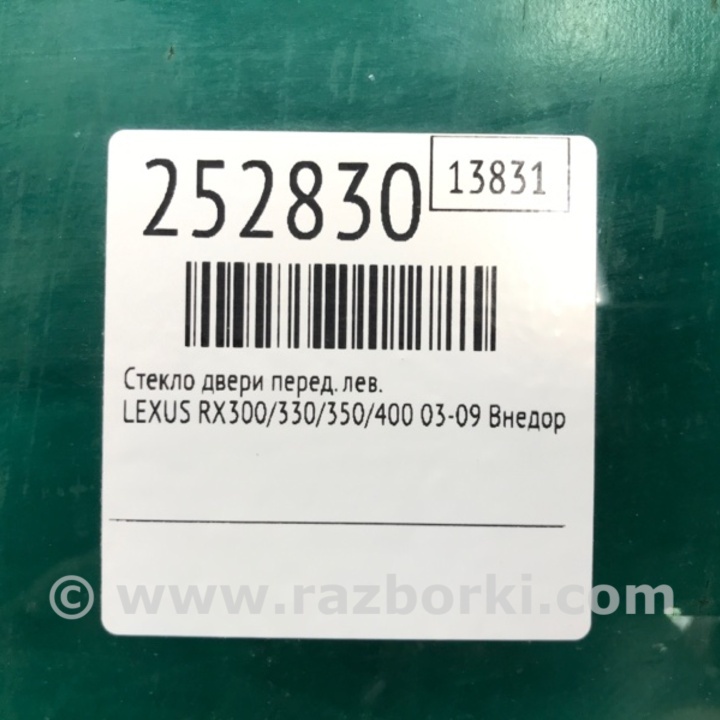 252830
13831
Стекло двери перед. лев.
LEXUS RX300/330/350/400 03-09 Внедор
© www.razborki.com